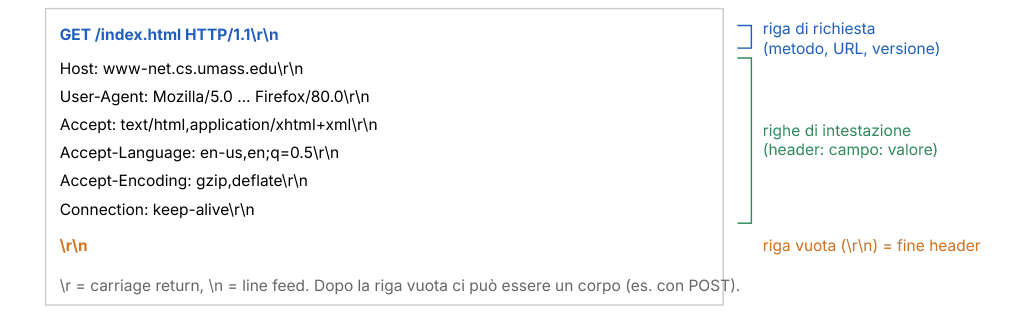 GET /index.html HTTP/1.1\r\n
riga di richiesta
(metodo, URL, versione)
Host: www-net.cs.umass.edu\r\n
User-Agent: Mozilla/5.0 ... Firefox/80.0\r\n
Accept: text/html,application/xhtml+xml\r\n
Accept-Language: en-us,en;q=0.5\r\n
Accept-Encoding: gzip,deflate\r\n
Connection: keep-alive\r\n
righe di intestazione
(header: campo: valore)
\r\n
riga vuota (\r\n) = fine header
\r = carriage return, \n = line feed. Dopo la riga vuota ci può essere un corpo (es. con POST).